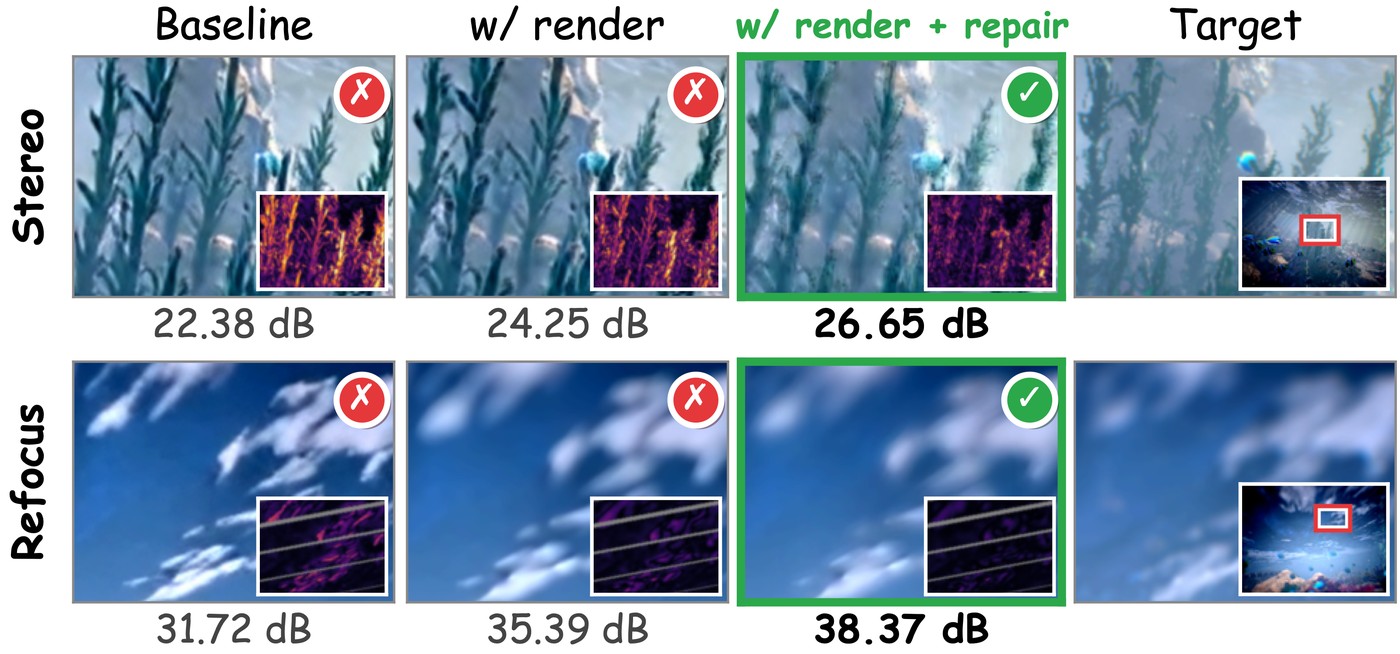 Baseline w/ render w/ render + repair Target
Stereo
✗ ✗ ✓
22.38 dB 24.25 dB 26.65 dB
Refocus
✗ ✗ ✓
31.72 dB 35.39 dB 38.37 dB